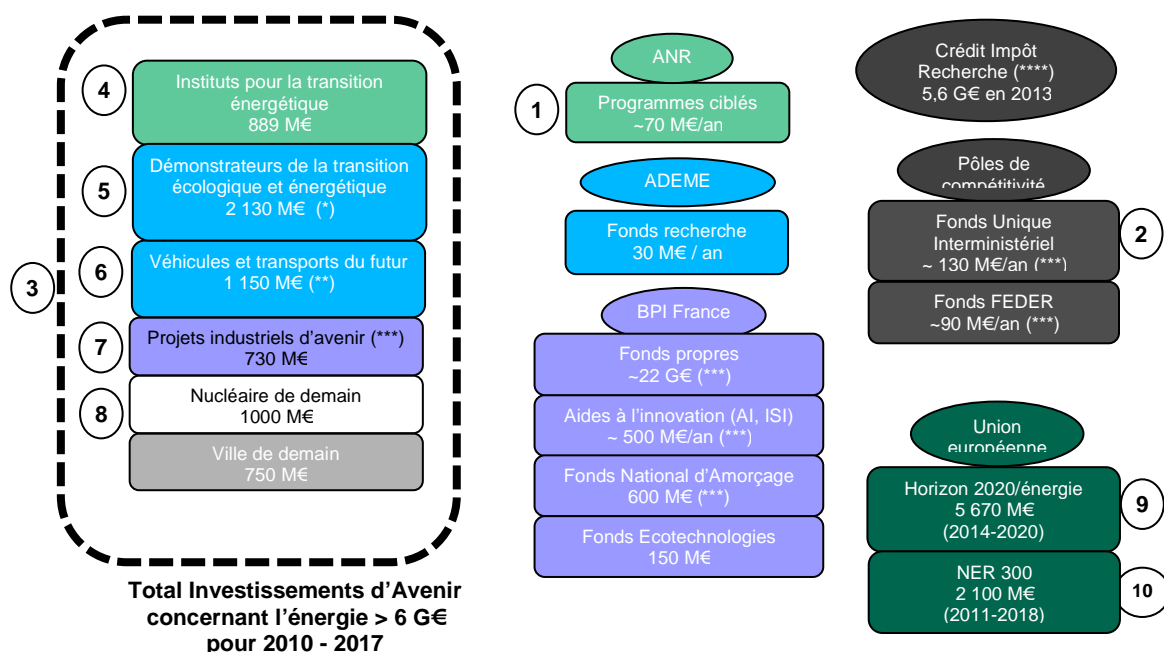 4
Instituts pour la transition
énergétique
889 M€
5
Démonstrateurs de la transition
écologique et énergétique
2 130 M€ (*)
3
6
Véhicules et transports du futur
1 150 M€ (**)
7
Projets industriels d’avenir (***)
730 M€
8
Nucléaire de demain
1000 M€
Ville de demain
750 M€
Total Investissements d’Avenir
concernant l’énergie > 6 G€
pour 2010 - 2017
ANR
1
Programmes ciblés
~70 M€/an
ADEME
Fonds recherche
30 M€ / an
BPI France
Fonds propres
~22 G€ (***)
Aides à l’innovation (AI, ISI)
~ 500 M€/an (***)
Fonds National d’Amorçage
600 M€ (***)
Fonds Ecotechnologies
150 M€
Crédit Impôt
Recherche (****)
5,6 G€ en 2013
Pôles de
compétitivité
Fonds Unique
Interministériel
~ 130 M€/an (***)
2
Fonds FEDER
~90 M€/an (***)
Union
européenne
Horizon 2020/énergie
5 670 M€
(2014-2020)
9
NER 300
2 100 M€
(2011-2018)
10